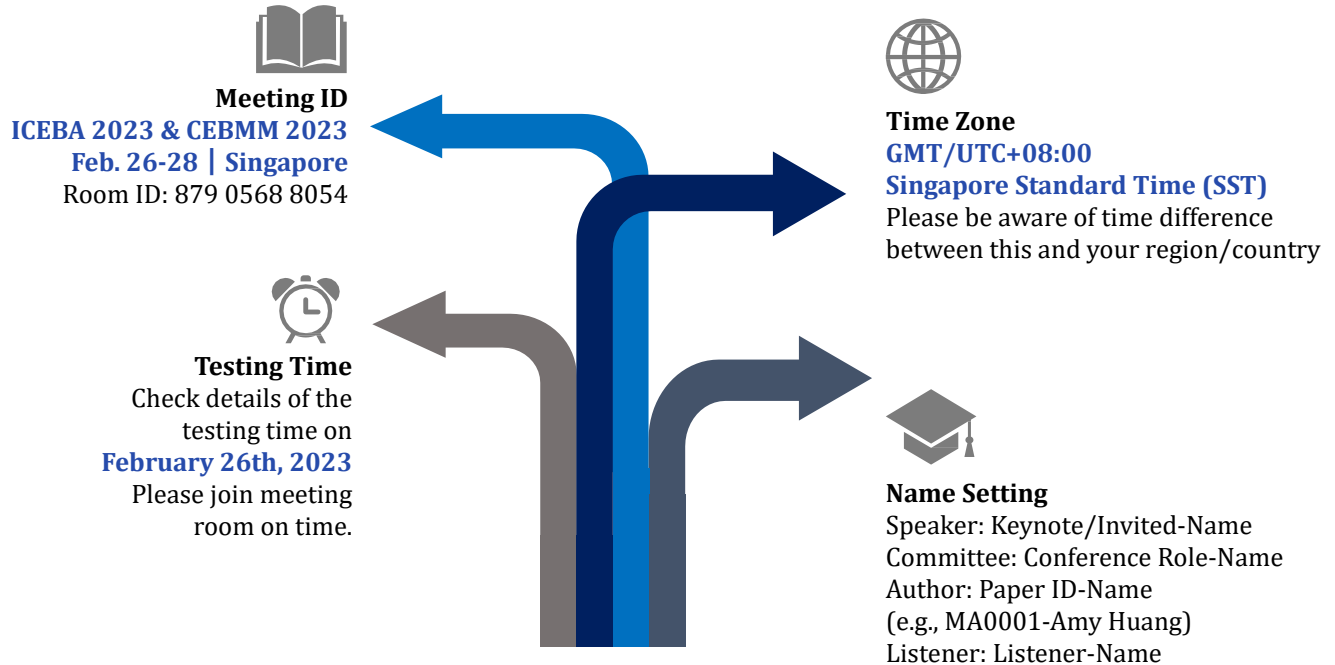 Meeting ID
ICEBA 2023 & CEBMM 2023
Feb. 26-28 | Singapore
Room ID: 879 0568 8054
Time Zone
GMT/UTC+08:00
Singapore Standard Time (SST)
Please be aware of time difference
between this and your region/country
Testing Time
Check details of the
testing time on
February 26th, 2023
Please join meeting
room on time.
Name Setting
Speaker: Keynote/Invited-Name
Committee: Conference Role-Name
Author: Paper ID-Name
(e.g., MA0001-Amy Huang)
Listener: Listener-Name